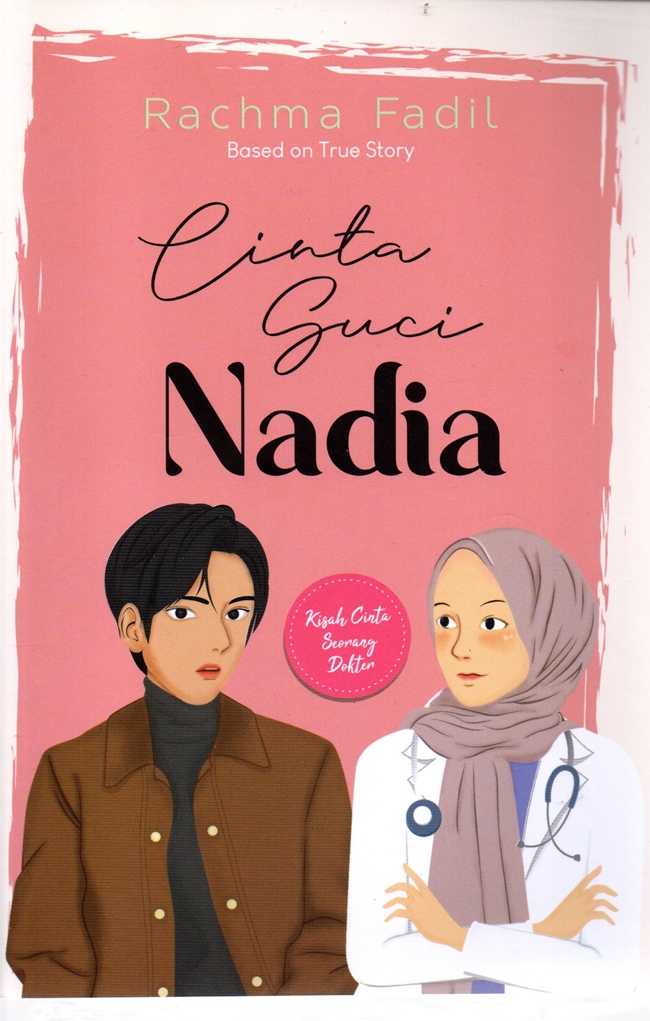 Rachma Fadil
Based on True Story
Cinta
Suci
Nadia
Kisah Cinta
Seorang
Dokter